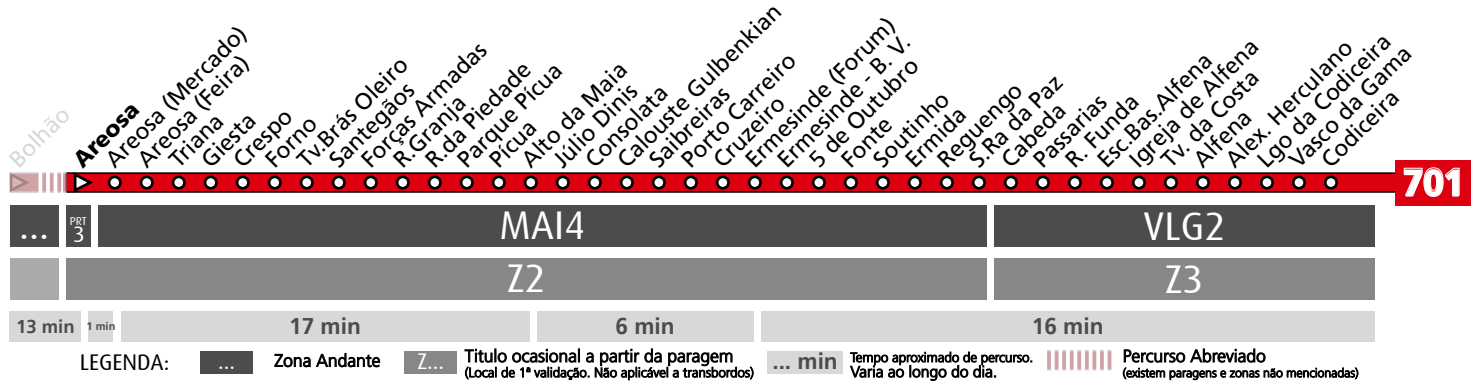 Bolhão
Areosa
Areosa (Mercado)
Areosa (Feira)
Triana
Giesta
Crespo
Forno
Tv.Brás Oleiro
Santegãos
Forças Armadas
R.Granja
R.da Piedade
Parque Pícua
Pícua
Alto da Maia
Júlio Dinis
Consolata
Calouste Gulbenkian
Saibreiras
Porto Carreiro
Cruzeiro
Ermesinde (Forum)
Ermesinde - B. V.
5 de Outubro
Fonte
Soutinho
Ermida
Reguengo
S.Ra da Paz
Cabeda
Passarias
R. Funda
Esc.Bas.Alfena
Igreja de Alfena
Tv. da Costa
Alfena
Alex. Herculano
Lgo da Codiceira
Vasco da Gama
Codiceira
701
... PRT 3 MAI4 VLG2
Z2 Z3
13 min 1 min 17 min 6 min 16 min
LEGENDA: ... Zona Andante Z... Titulo ocasional a partir da paragem
(Local de 1ª validação. Não aplicável a transbordos)
... min Tempo aproximado de percurso.
Varia ao longo do dia.
Percurso Abreviado
(existem paragens e zonas não mencionadas)